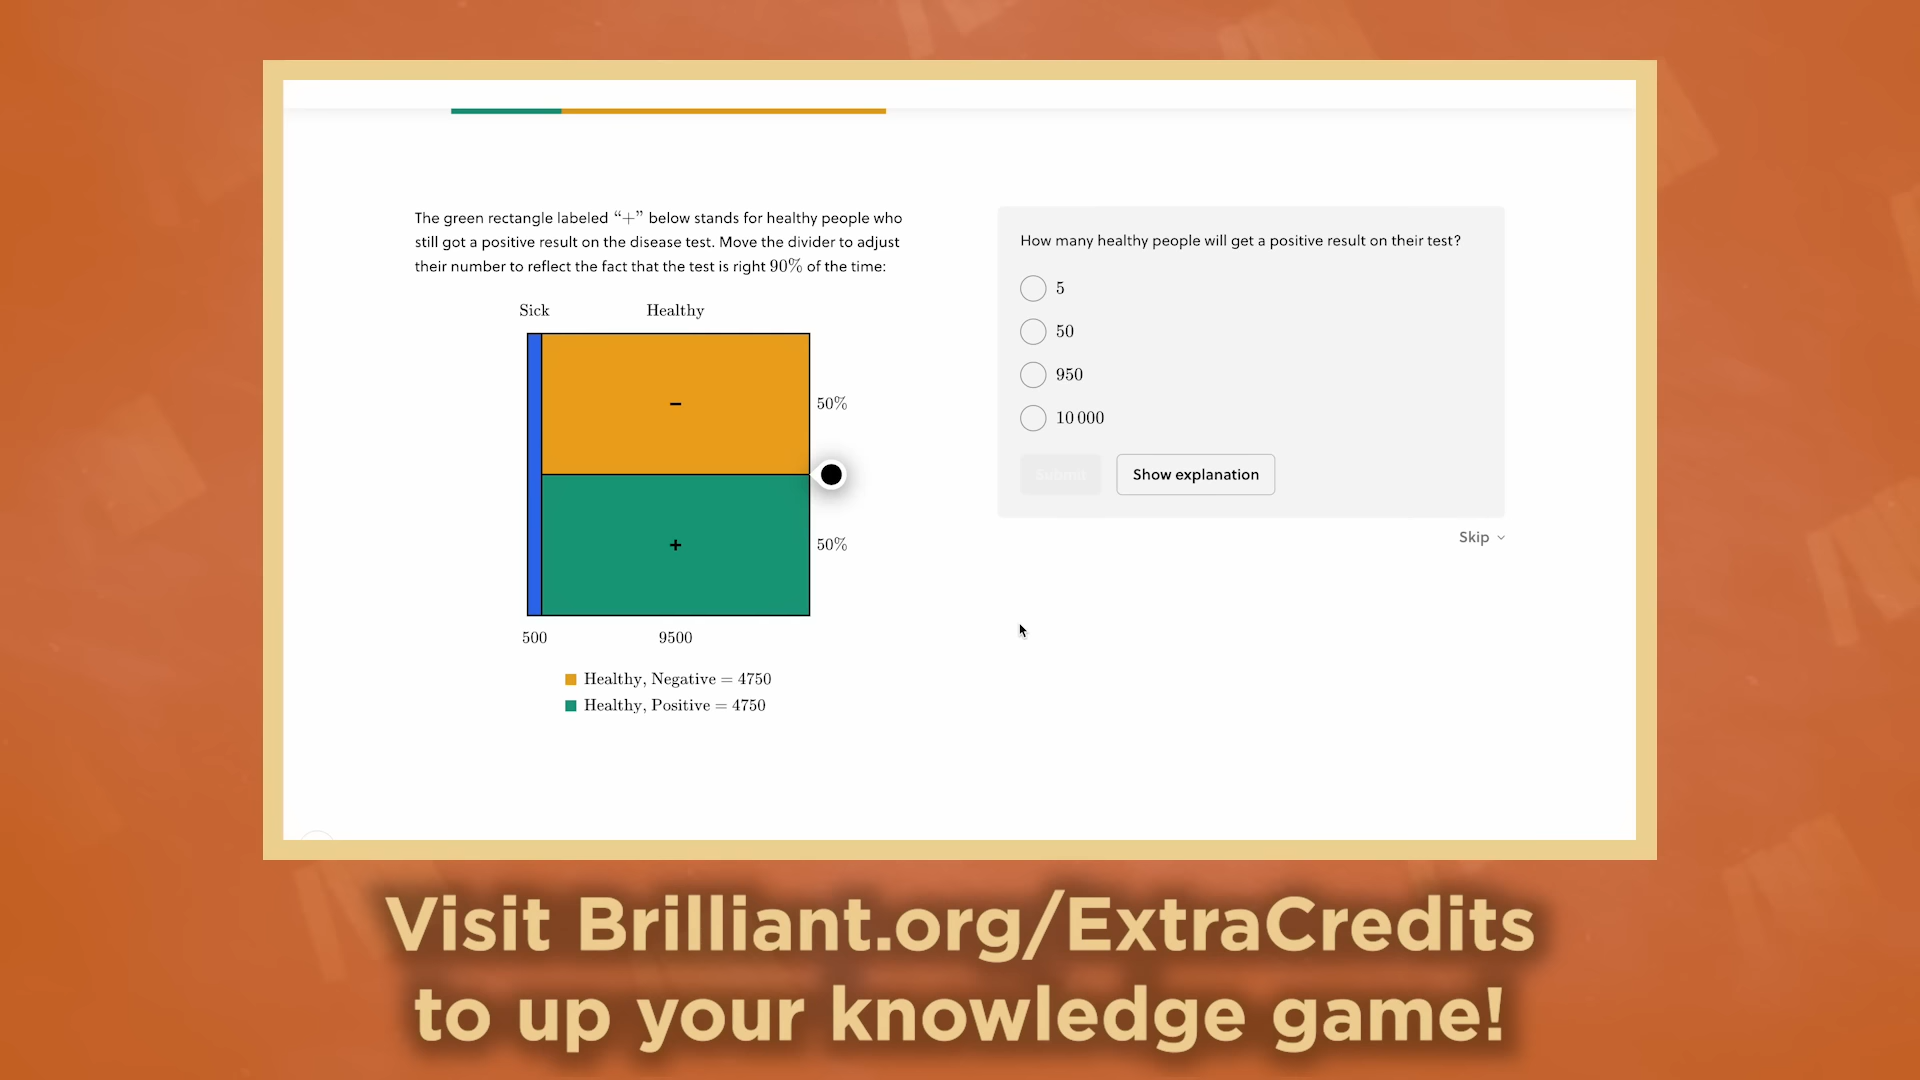 The green rectangle labeled “+” below stands for healthy people who
still got a positive result on the disease test. Move the divider to adjust
their number to reflect the fact that the test is right 90% of the time:
Sick Healthy
−
50%
+
50%
500 9500
Healthy, Negative = 4750
Healthy, Positive = 4750
How many healthy people will get a positive result on their test?
5
50
950
10 000
Submit Show explanation
Skip
Visit Brilliant.org/ExtraCredits
to up your knowledge game!